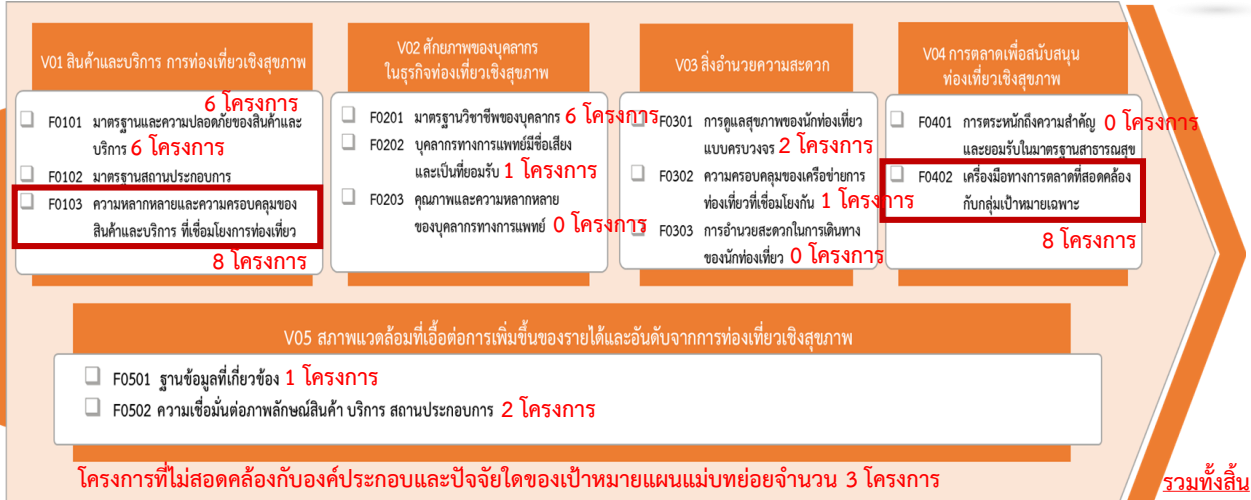 V01 สินค้าและบริการ การท่องเที่ยวเชิงสุขภาพ
6 โครงการ
F0101 มาตรฐานและความปลอดภัยของสินค้าและ
บริการ 6 โครงการ
F0102 มาตรฐานสถานประกอบการ
F0103 ความหลากหลายและความครอบคลุมของ
สินค้าและบริการ ที่เชื่อมโยงการท่องเที่ยว
8 โครงการ
V02 ศักยภาพของบุคลากร
ในธุรกิจท่องเที่ยวเชิงสุขภาพ
F0201 มาตรฐานวิชาชีพของบุคลากร 6 โครงการ
F0202 บุคลากรทางการแพทย์มีชื่อเสียง
และเป็นที่ยอมรับ 1 โครงการ
F0203 คุณภาพและความหลากหลาย
ของบุคลากรทางการแพทย์ 0 โครงการ
V03 สิ่งอำนวยความสะดวก
F0301 การดูแลสุขภาพของนักท่องเที่ยว
แบบครบวงจร 2 โครงการ
F0302 ความครอบคลุมของเครือข่ายการ
ท่องเที่ยวที่เชื่อมโยงกัน 1 โครงการ
F0303 การอำนวยสะดวกในการเดินทาง
ของนักท่องเที่ยว 0 โครงการ
V04 การตลาดเพื่อสนับสนุน
ท่องเที่ยวเชิงสุขภาพ
F0401 การตระหนักถึงความสำคัญ 0 โครงการ
และยอมรับในมาตรฐานสาธารณสุข
F0402 เครื่องมือทางการตลาดที่สอดคล้อง
กับกลุ่มเป้าหมายเฉพาะ
8 โครงการ
V05 สภาพแวดล้อมที่เอื้อต่อการเพิ่มขึ้นของรายได้และอันดับจากการท่องเที่ยวเชิงสุขภาพ
F0501 ฐานข้อมูลที่เกี่ยวข้อง 1 โครงการ
F0502 ความเชื่อมั่นต่อภาพลักษณ์สินค้า บริการ สถานประกอบการ 2 โครงการ
โครงการที่ไม่สอดคล้องกับองค์ประกอบและปัจจัยใดของเป้าหมายแผนแม่บทย่อยจำนวน 3 โครงการ
รวมทั้งสิ้น